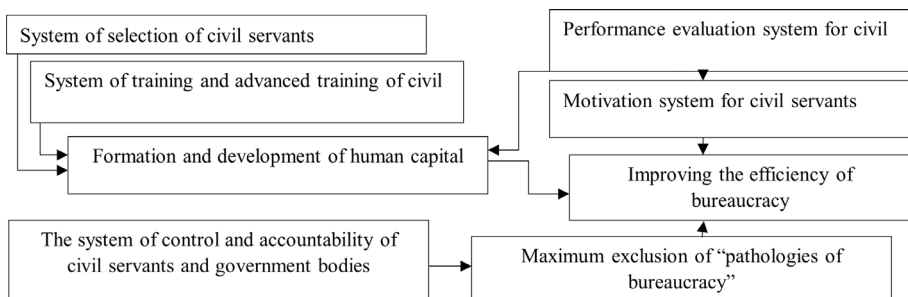 System of selection of civil servants
Performance evaluation system for civil
System of training and advanced training of civil
Motivation system for civil servants
Formation and development of human capital
Improving the efficiency of
bureaucracy
The system of control and accountability of
civil servants and government bodies
Maximum exclusion of “pathologies of
bureaucracy”